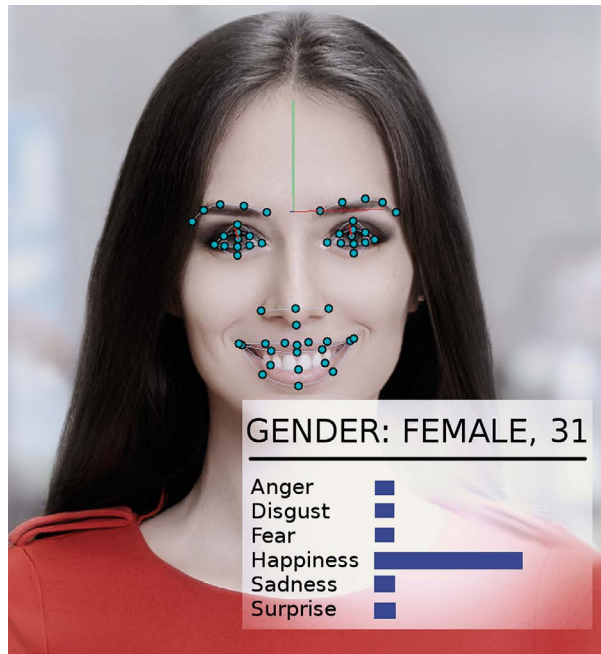 GENDER: FEMALE, 31
Anger
Disgust
Fear
Happiness
Sadness
Surprise